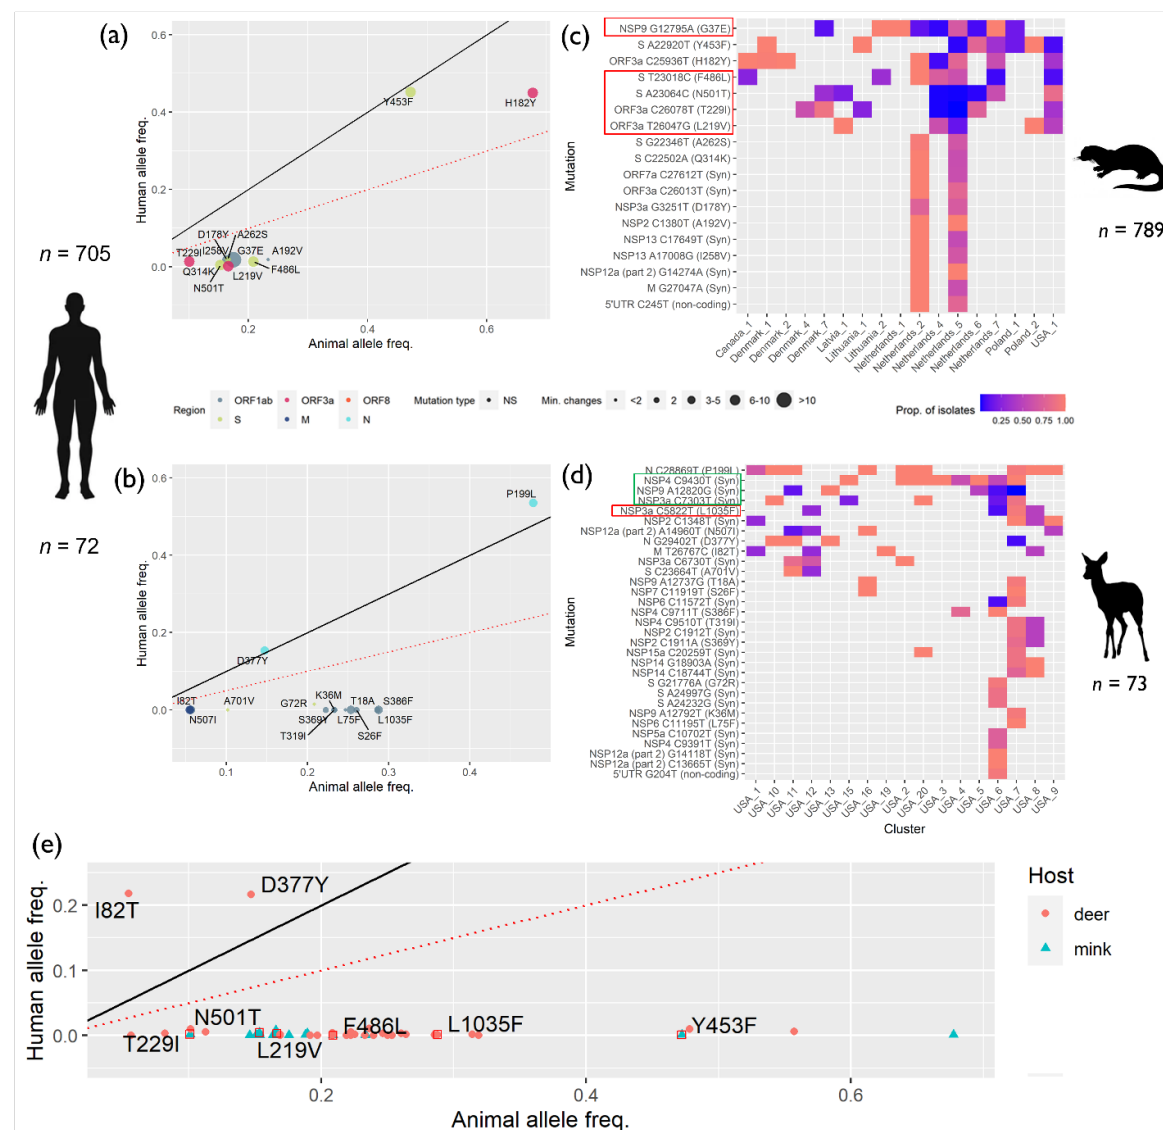 (a)
0.6
0.4
0.2
0.0
Human allele freq.
Y453F
H182Y
D178Y
A262S
T229I
I258V
G37E
A192V
Q314K
F486L
N501T
L219V
0.2
0.4
0.6
Animal allele freq.
n = 705
n = 72
(c)
Mutation
NSP9 G12795A (G37E)
S A22920T (Y453F)
ORF3a C25936T (H182Y)
S T23018C (F486L)
S A23064C (N501T)
ORF3a C26078T (T229I)
ORF3a T26047G (L219V)
S G22346T (A262S)
S C22502A (Q314K)
ORF7a C27612T (Syn)
ORF3a C26013T (Syn)
NSP3a G3251T (D178Y)
NSP2 C1380T (A192V)
NSP13 C17649T (Syn)
NSP13 A17008G (I258V)
NSP12a (part 2) G14274A (Syn)
M G27047A (Syn)
5'UTR C245T (non-coding)
Canada_1
Denmark_1
Denmark_2
Denmark_4
Denmark_7
Latvia_1
Lithuania_1
Lithuania_2
Netherlands_1
Netherlands_2
Netherlands_4
Netherlands_5
Netherlands_6
Netherlands_7
Poland_1
Poland_2
USA_1
n = 789
Region
ORF1ab
ORF3a
ORF8
S
M
N
Mutation type
NS
Min. changes
<2
2
3-5
6-10
>10
Prop. of isolates
0.25 0.50 0.75 1.00
(b)
0.6
0.4
0.2
0.0
Human allele freq.
P199L
D377Y
I82T
A701V
N507I
G72R
K36M
T18A
S386F
S369Y
L75F
L1035F
T319I
S26F
0.1
0.2
0.3
0.4
Animal allele freq.
(d)
Mutation
N C28869T (P199L)
NSP4 C9430T (Syn)
NSP9 A12820G (Syn)
NSP3a C7303T (Syn)
NSP3a C5822T (L1035F)
NSP2 C1348T (Syn)
NSP12a (part 2) A14960T (N507I)
N G29402T (D377Y)
M T26767C (I82T)
NSP3a C6730T (Syn)
S C23664T (A701V)
NSP9 A12737G (T18A)
NSP7 C11919T (S26F)
NSP6 C11572T (Syn)
NSP4 C9711T (S386F)
NSP4 C9510T (T319I)
NSP2 C1912T (Syn)
NSP2 C1911A (S369Y)
NSP15a C20259T (Syn)
NSP14 G18903A (Syn)
NSP14 C18744T (Syn)
S G21776A (G72R)
S A24997G (Syn)
S A24232G (Syn)
NSP9 A12792T (K36M)
NSP6 C11195T (L75F)
NSP5a C10702T (Syn)
NSP4 C9391T (Syn)
NSP12a (part 2) G14118T (Syn)
NSP12a (part 2) C13665T (Syn)
5'UTR G204T (non-coding)
USA_1
USA_10
USA_11
USA_12
USA_13
USA_15
USA_16
USA_19
USA_2
USA_20
USA_3
USA_4
USA_5
USA_6
USA_7
USA_8
USA_9
Cluster
n = 73
(e)
Human allele freq.
0.2
0.1
0.0
I82T
D377Y
T229I
N501T
L219V
F486L
L1035F
Y453F
0.2
0.4
0.6
Animal allele freq.
Host
deer
mink